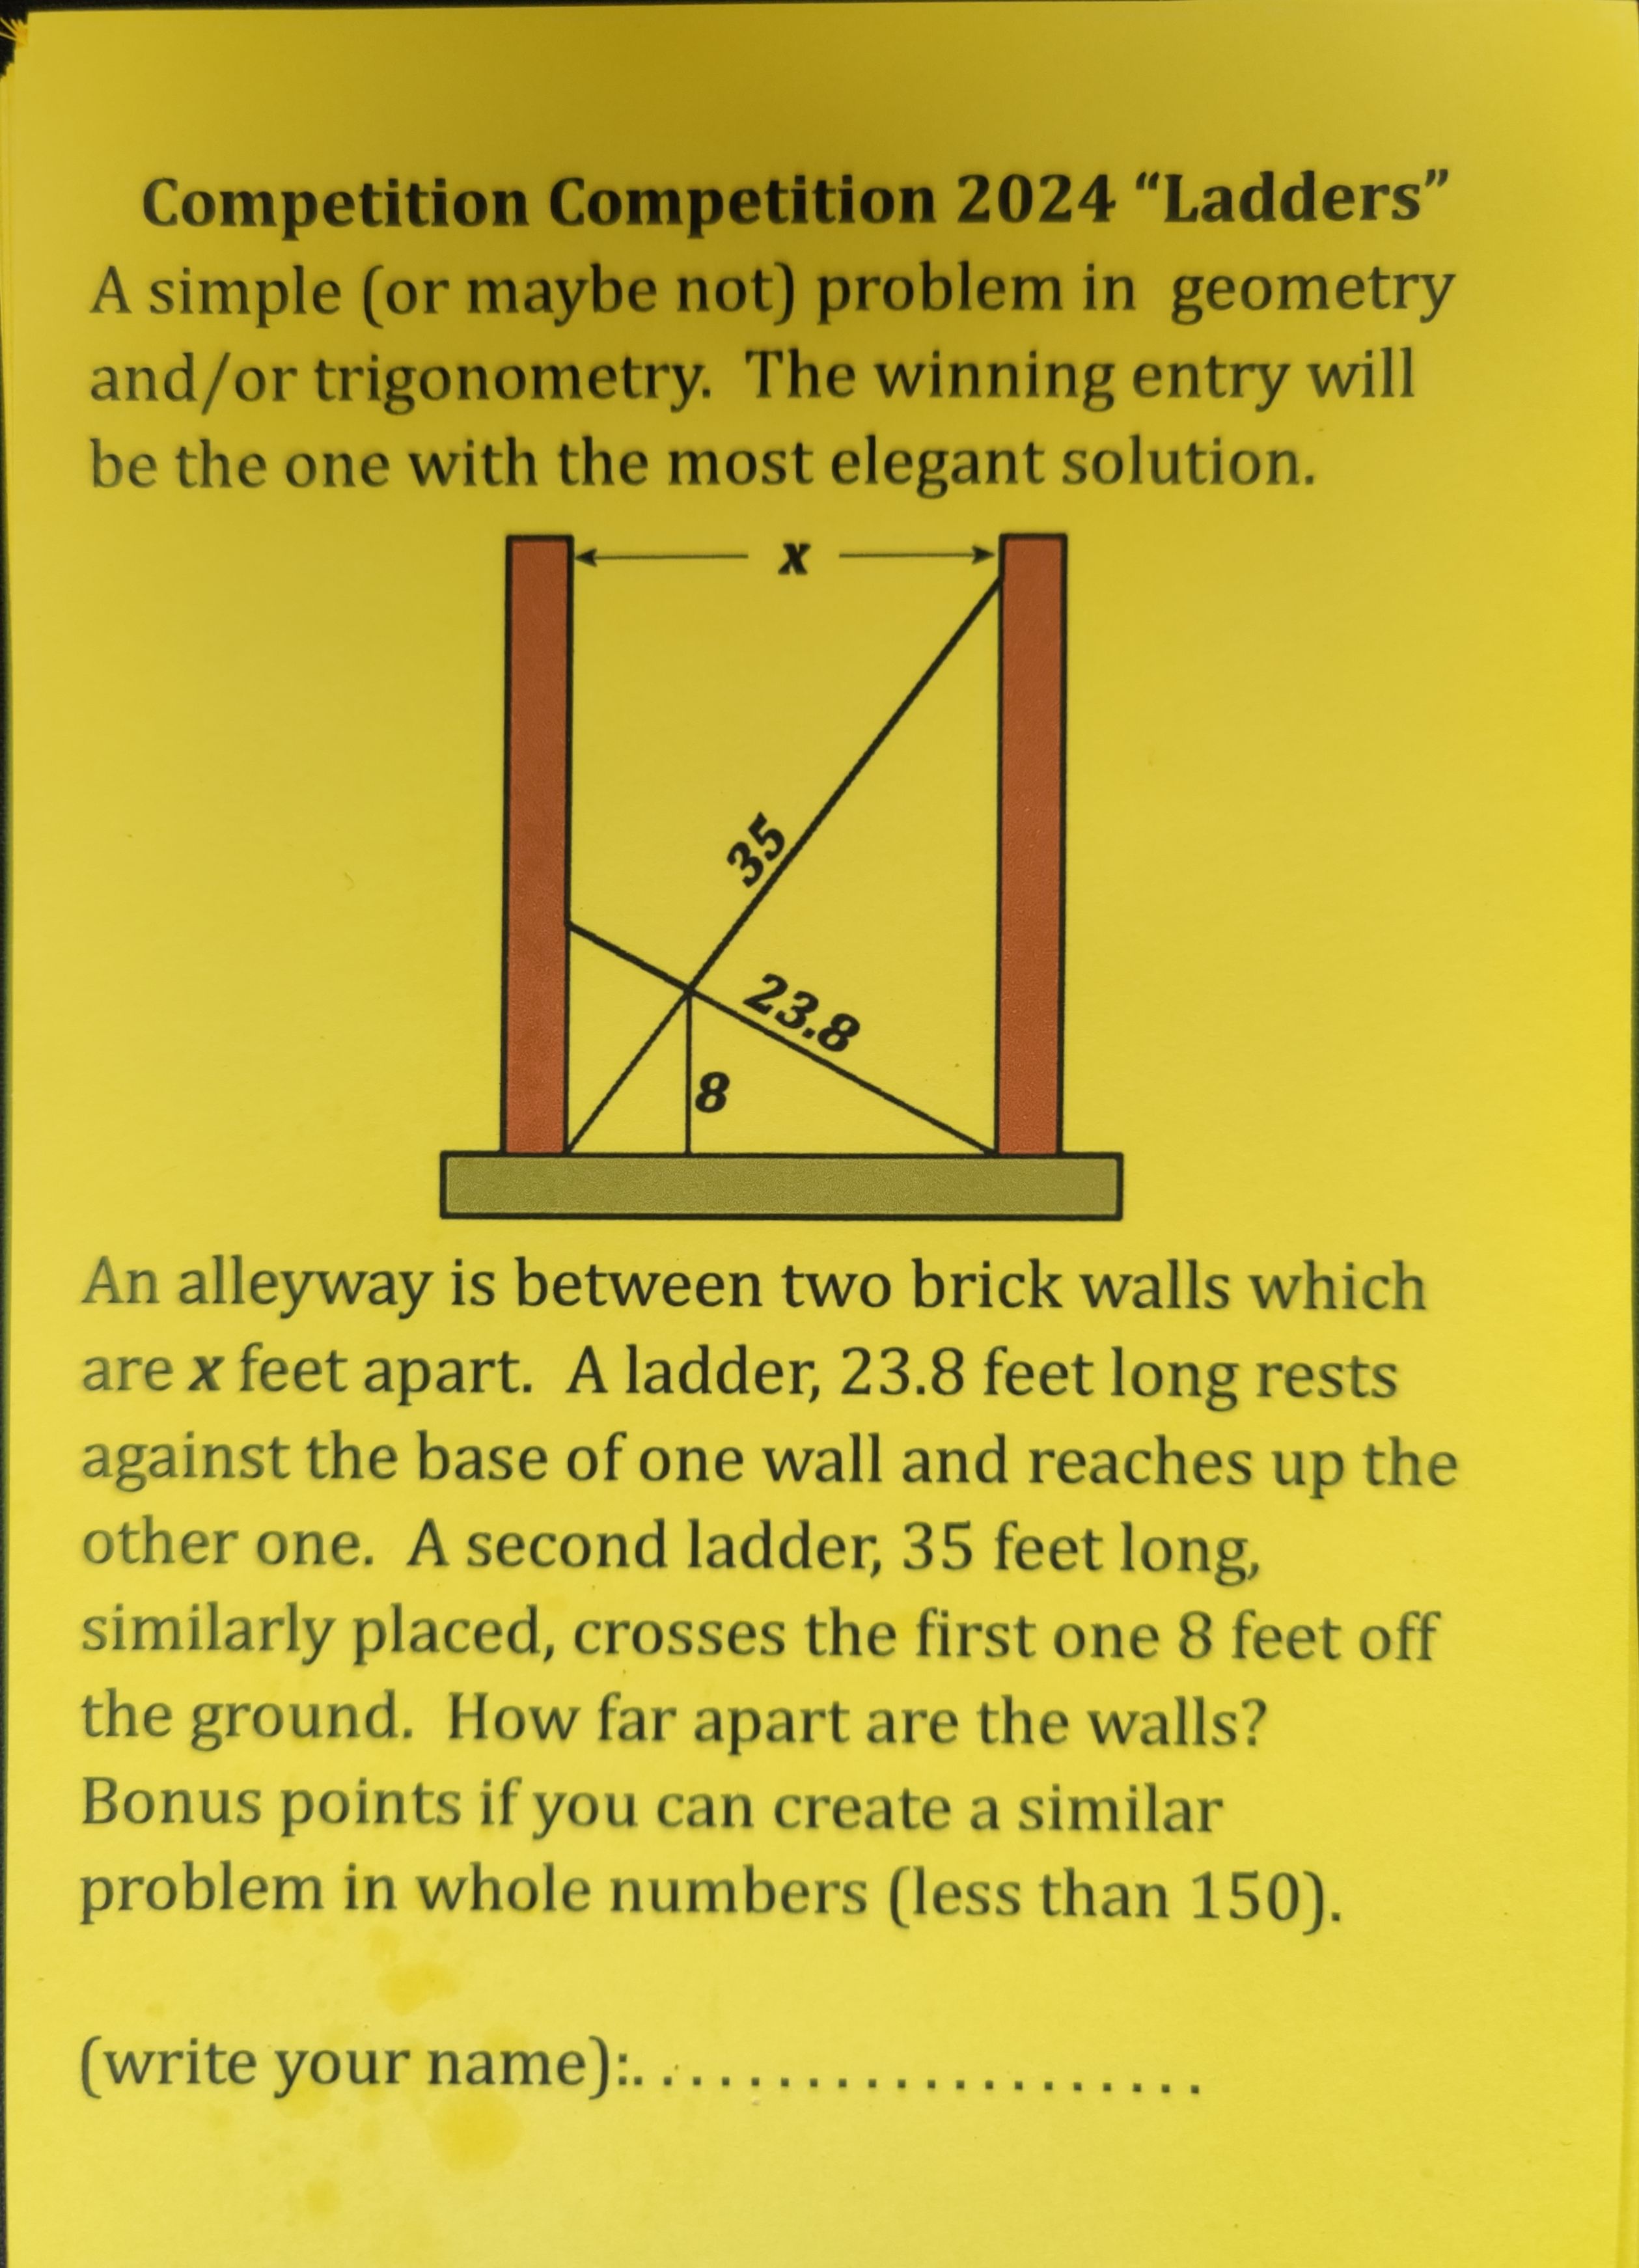 Competition Competition 2024 “Ladders”
A simple (or maybe not) problem in geometry
and/or trigonometry. The winning entry will
be the one with the most elegant solution.
x
35
23.8
8
An alleyway is between two brick walls which
are x feet apart. A ladder, 23.8 feet long rests
against the base of one wall and reaches up the
other one. A second ladder, 35 feet long,
similarly placed, crosses the first one 8 feet off
the ground. How far apart are the walls?
Bonus points if you can create a similar
problem in whole numbers (less than 150).
(write your name):. . . . . . . . . . . . . . . . . . . . .